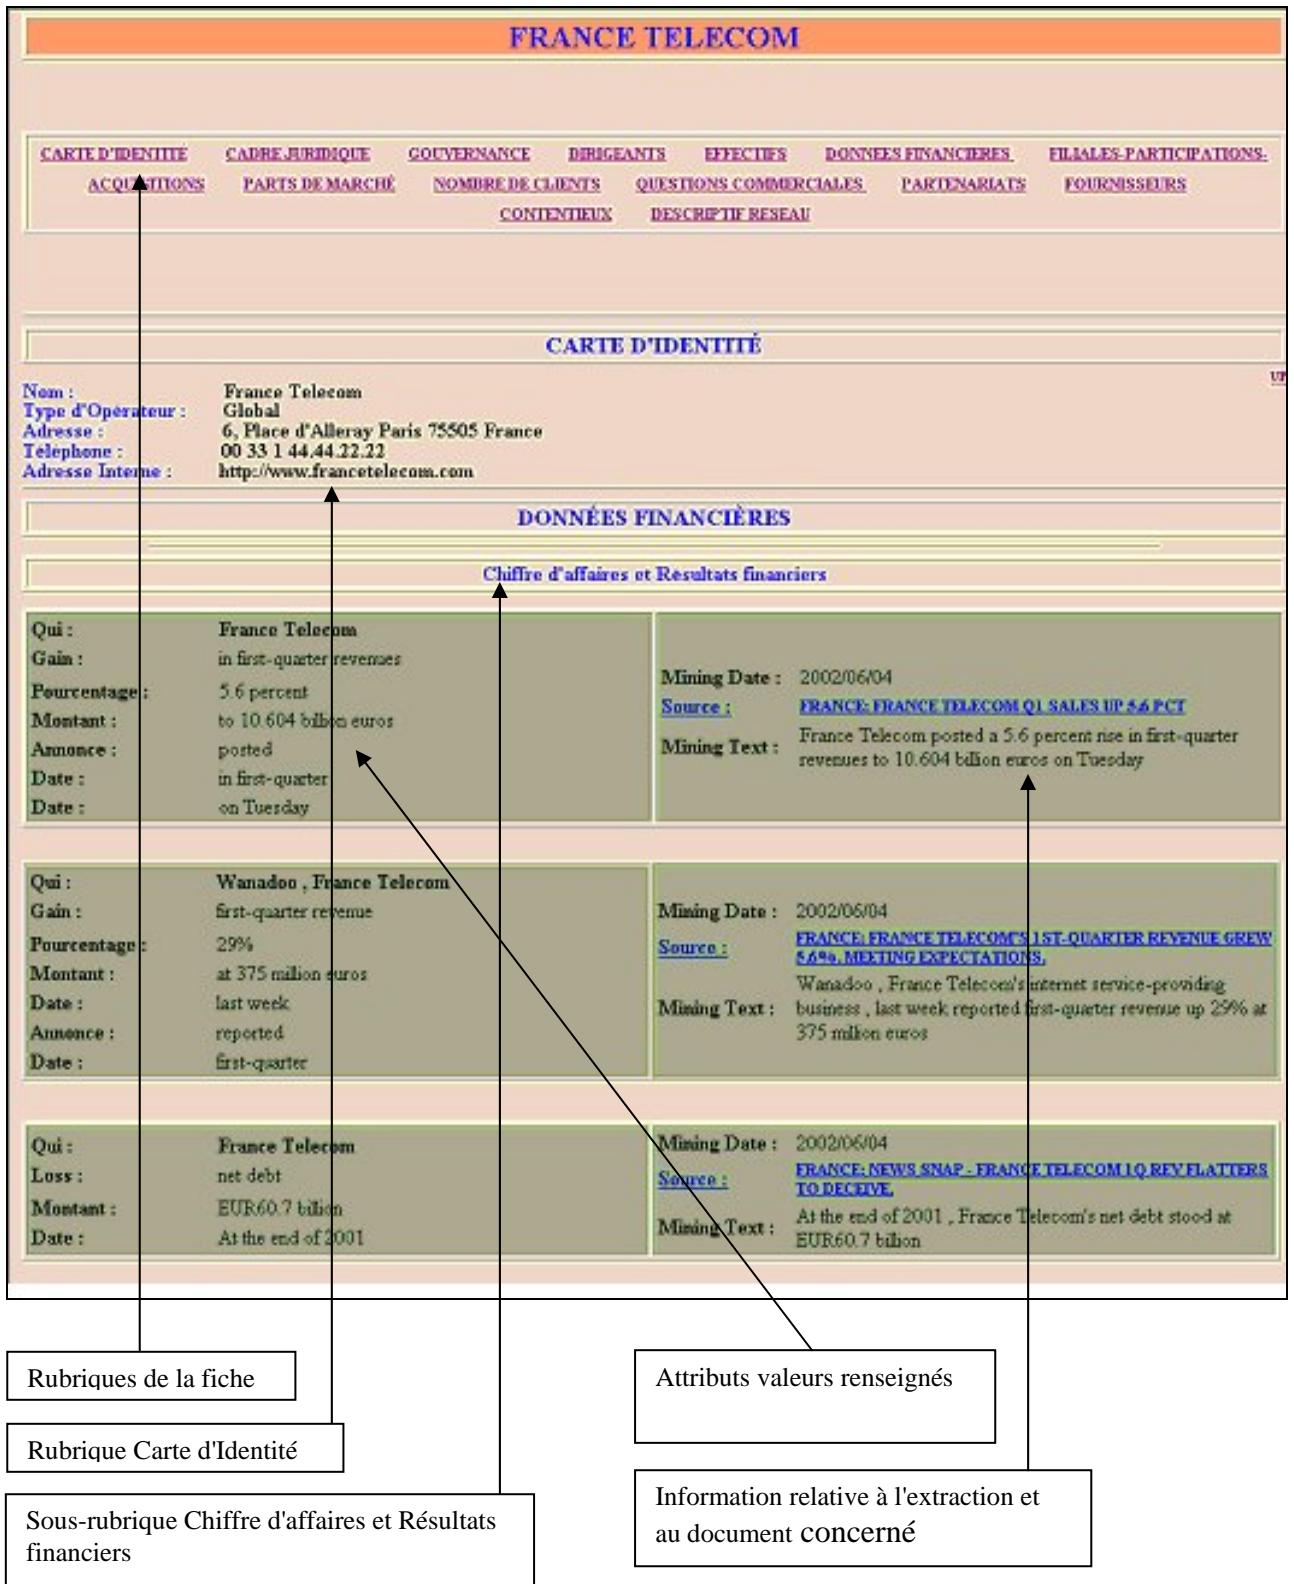 FRANCE TELECOM
CARTE D'IDENTITÉ CADRE JURIDIQUE GOUVERNANCE DIRIGEANTS EFFECTIFS DONNEES FINANCIERES FILIALES-PARTICIPATIONS-
ACQUISITIONS PARTS DE MARCHÉ NOMBRE DE CLIENTS QUESTIONS COMMERCIALES PARTENARIATS FOURNISSEURS
CONTENTIEUX DESCRIPTIF RESEAU
CARTE D'IDENTITÉ
UP
Nom : France Telecom
Type d'Opérateur : Global
Adresse : 6, Place d'Alleray Paris 75505 France
Téléphone : 00 33 1 44.44.22.22
Adresse Interne : http://www.francetelecom.com
DONNÉES FINANCIÈRES
Chiffre d'affaires et Résultats financiers
Qui : France Telecom
Gain : in first-quarter revenues
Pourcentage : 5.6 percent
Montant : to 10.604 billion euros
Annonce : posted
Date : in first-quarter
Date : on Tuesday
Mining Date : 2002/06/04
Source : FRANCE: FRANCE TELECOM Q1 SALES UP 5.6 PCT
Mining Text : France Telecom posted a 5.6 percent rise in first-quarter
revenues to 10.604 billion euros on Tuesday
Qui : Wanadoo , France Telecom
Gain : first-quarter revenue
Pourcentage : 29%
Montant : at 375 million euros
Date : last week
Annonce : reported
Date : first-quarter
Mining Date : 2002/06/04
Source : FRANCE: FRANCE TELECOM'S 1ST-QUARTER REVENUE GREW
5.6%, MEETING EXPECTATIONS.
Mining Text : Wanadoo , France Telecom's internet service-providing
business , last week reported first-quarter revenue up 29% at
375 million euros
Qui : France Telecom
Loss : net debt
Montant : EUR60.7 billion
Date : At the end of 2001
Mining Date : 2002/06/04
Source : FRANCE: NEWS SNAP - FRANCE TELECOM 1Q REV FLATTERS
TO DECEIVE.
Mining Text : At the end of 2001 , France Telecom's net debt stood at
EUR60.7 billion
Rubriques de la fiche
Rubrique Carte d'Identité
Sous-rubrique Chiffre d'affaires et Résultats
financiers
Attributs valeurs renseignés
Information relative à l'extraction et
au document concerné